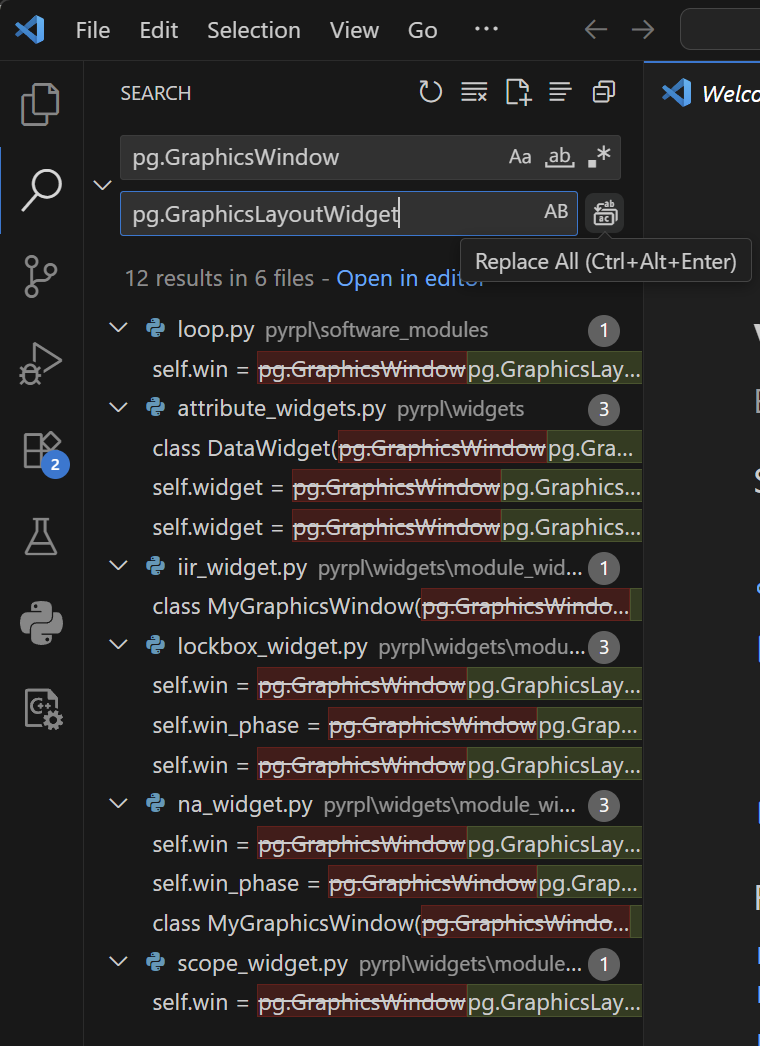 File Edit Selection View Go ...
SEARCH
Welco
pg.GraphicsWindow Aa ab .*
pg.GraphicsLayoutWidget AB
Replace All (Ctrl+Alt+Enter)
12 results in 6 files - Open in editor
loop.py pyrpl\software_modules 1
self.win = pg.GraphicsWindowpg.GraphicsLay...
attribute_widgets.py pyrpl\widgets 3
class DataWidget(pg.GraphicsWindowpg.Gra...
self.widget = pg.GraphicsWindowpg.Graphics...
self.widget = pg.GraphicsWindowpg.Graphics...
2
iir_widget.py pyrpl\widgets\module_wid... 1
class MyGraphicsWindow(pg.GraphicsWindo...
lockbox_widget.py pyrpl\widgets\modu... 3
self.win = pg.GraphicsWindowpg.GraphicsLay...
self.win_phase = pg.GraphicsWindowpg.Grap...
self.win = pg.GraphicsWindowpg.GraphicsLay...
na_widget.py pyrpl\widgets\module_wi... 3
self.win = pg.GraphicsWindowpg.GraphicsLay...
self.win_phase = pg.GraphicsWindowpg.Grap...
class MyGraphicsWindow(pg.GraphicsWindo...
scope_widget.py pyrpl\widgets\module... 1
self.win = pg.GraphicsWindowpg.GraphicsLay...